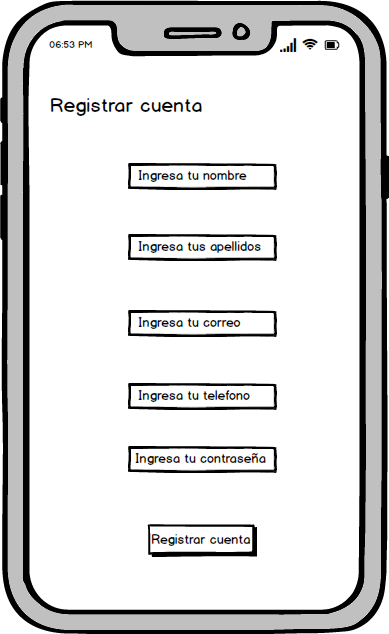 06:53 PM
Registrar cuenta
Ingresa tu nombre
Ingresa tus apellidos
Ingresa tu correo
Ingresa tu telefono
Ingresa tu contraseña
Registrar cuenta